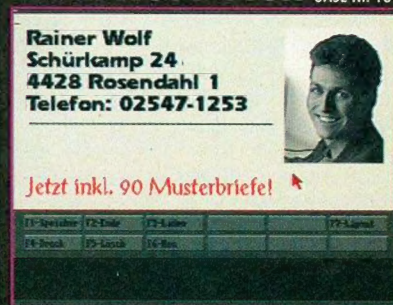 Rainer Wolf
Schürkamp 24
4428 Rosendahl 1
Telefon: 02547-1253
Jetzt inkl. 90 Musterbriefe!
F1-Speicher F2-Ende F3-Laden F7-Layout
F4-Druck F5-Lösch F6-Neu